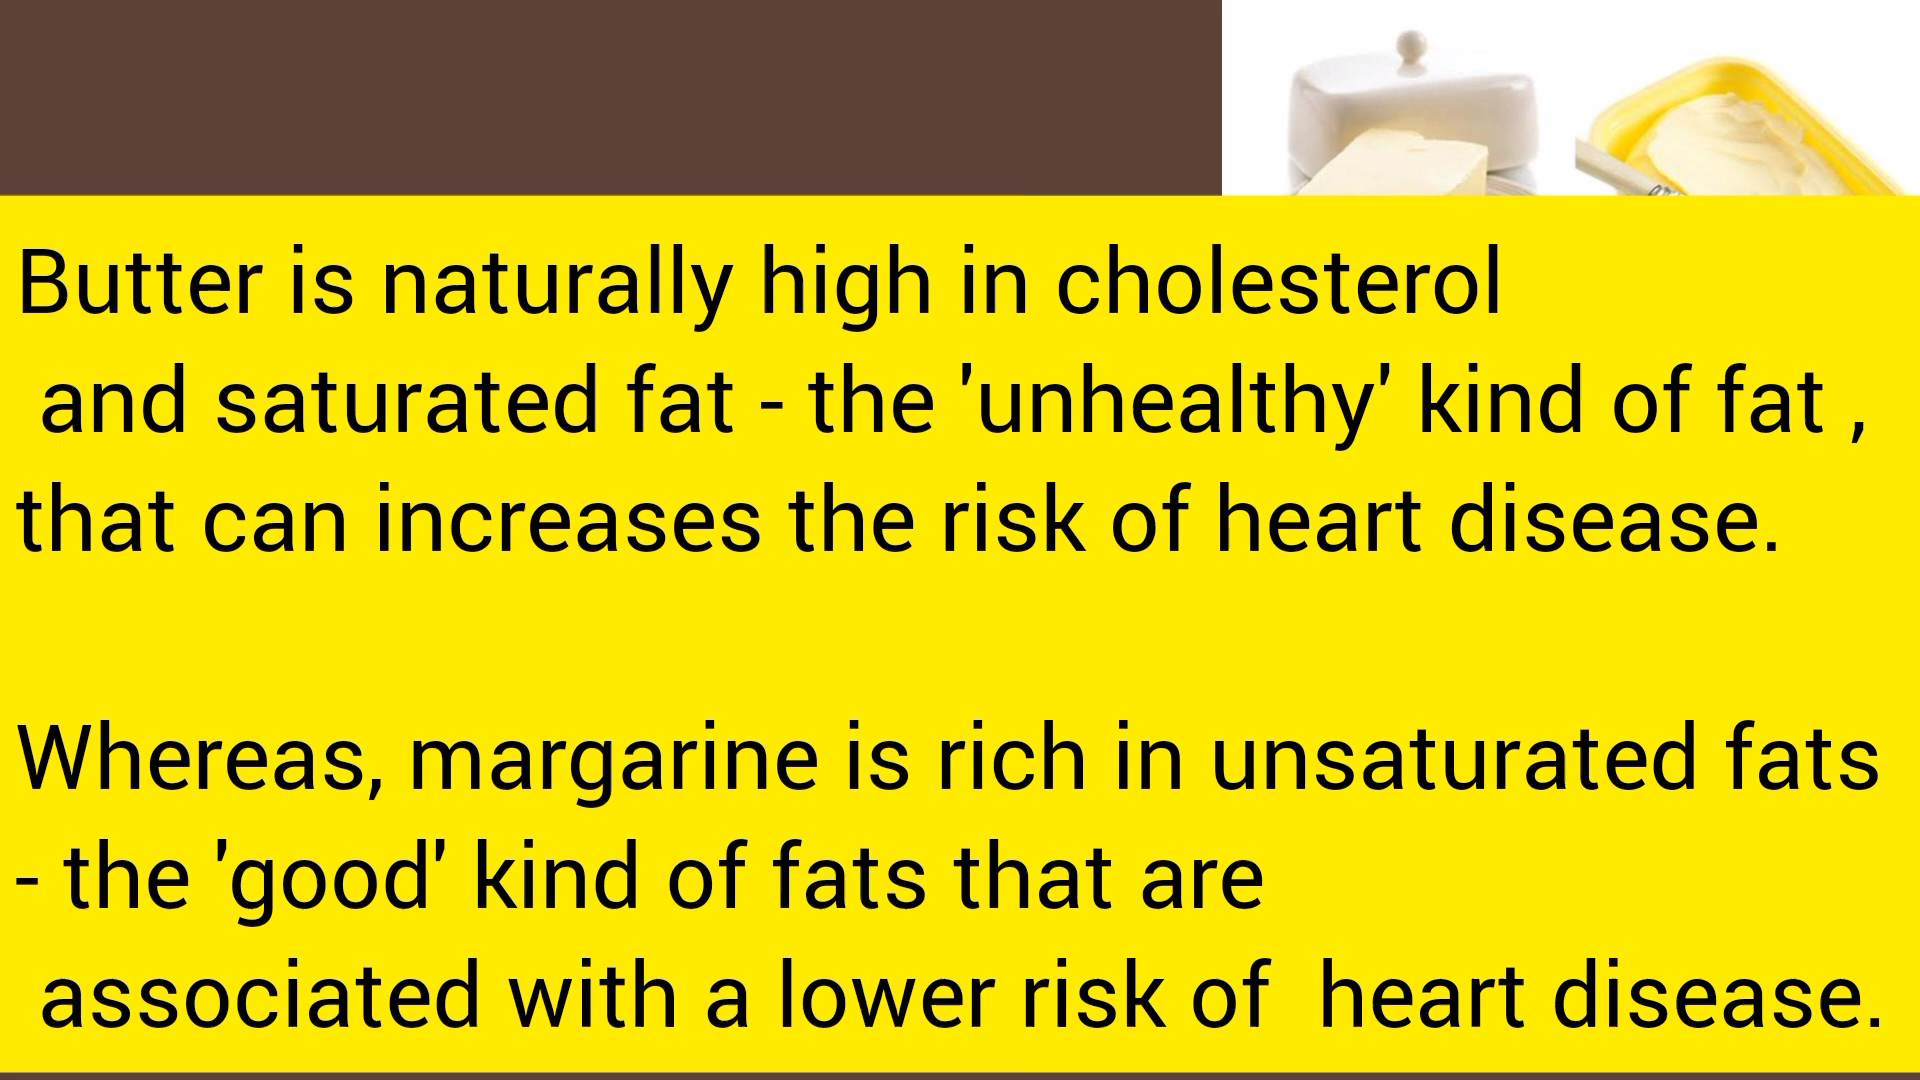 Butter is naturally high in cholesterol
and saturated fat - the 'unhealthy' kind of fat ,
that can increases the risk of heart disease.
Whereas, margarine is rich in unsaturated fats
- the 'good' kind of fats that are
associated with a lower risk of  heart disease.